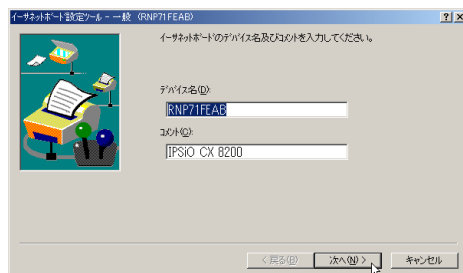 イーサネットボード設定ツール - 一般 (RNP71FEAB)
イーサネットボードのデバイス名及びコメントを入力してください。
デバイス名(D):
RNP71FEAB
コメント(C):
IPSiO CX 8200
< 戻る(B)
次へ(N) >
キャンセル